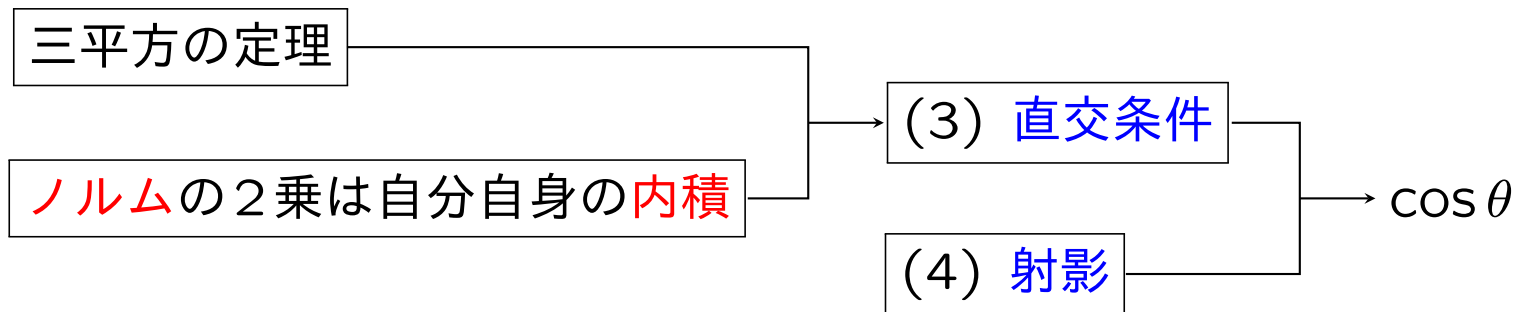 三平方の定理
(3) 直交条件
ノルムの２乗は自分自身の内積
cos θ
(4) 射影